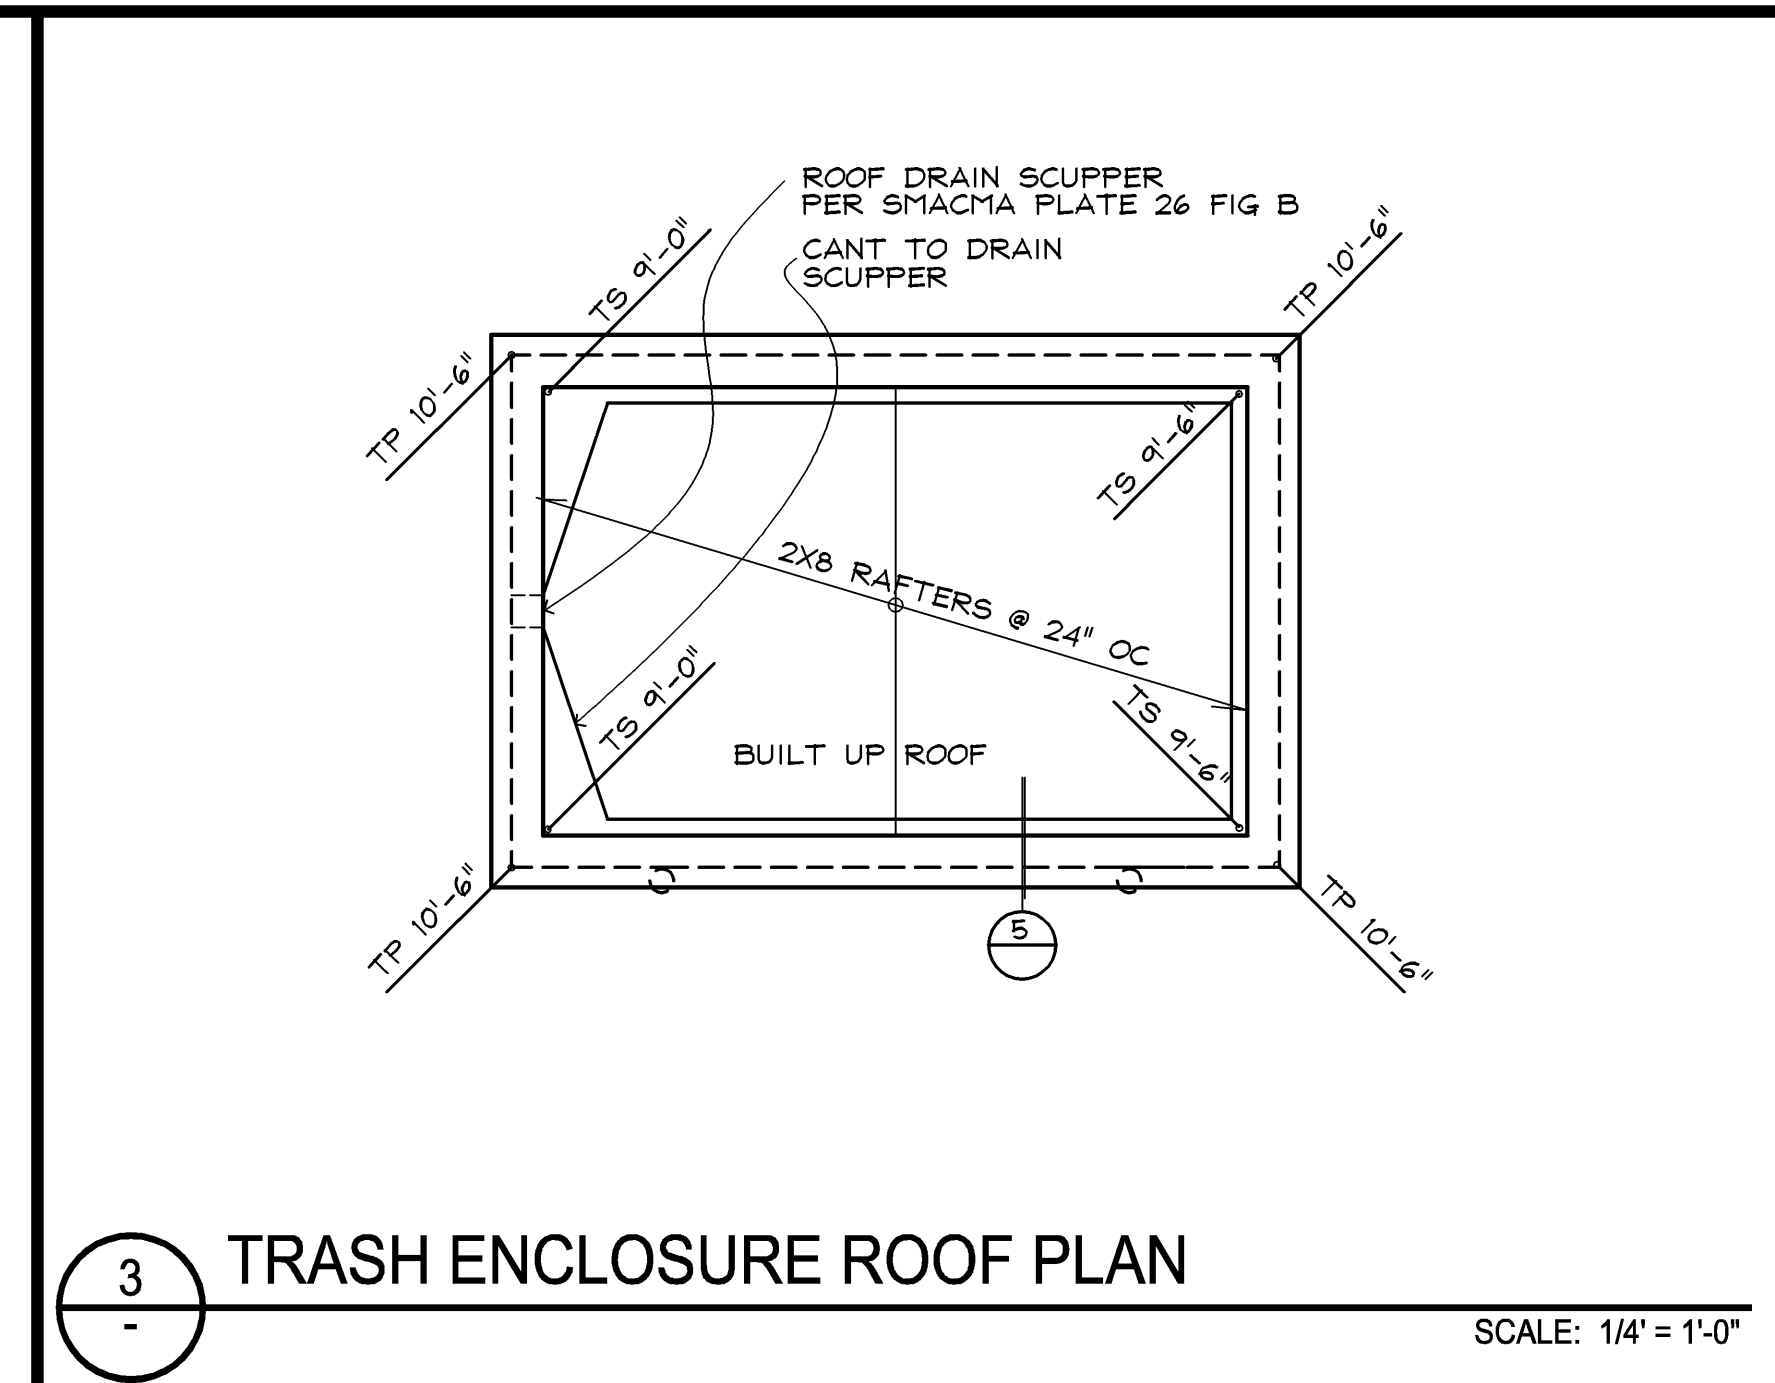 ROOF DRAIN SCUPPER
PER SMACMA PLATE 26 FIG B
CANT TO DRAIN
SCUPPER
TS 9'-0"
TP 10'-6"
TP 10'-6"
TS 9'-6"
2X8 RAFTERS @ 24" OC
TS 9'-0"
TS 9'-6"
BUILT UP ROOF
TP 10'-6"
TP 10'-6"
5
3
-
TRASH ENCLOSURE ROOF PLAN
SCALE: 1/4' = 1'-0"